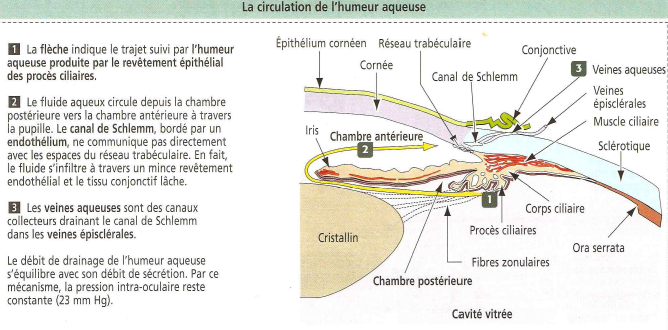 La circulation de l'humeur aqueuse
1 La flèche indique le trajet suivi par l'humeur
aqueuse produite par le revêtement épithélial
des procès ciliaires.
2 Le fluide aqueux circule depuis la chambre
postérieure vers la chambre antérieure à travers
la pupille. Le canal de Schlemm, bordé par un
endothélium, ne communique pas directement
avec les espaces du réseau trabéculaire. En fait,
le fluide s'infiltre à travers un mince revêtement
endothélial et le tissu conjonctif lâche.
3 Les veines aqueuses sont des canaux
collecteurs drainant le canal de Schlemm
dans les veines épisclérales.
Le débit de drainage de l'humeur aqueuse
s'équilibre avec son débit de sécrétion. Par ce
mécanisme, la pression intra-oculaire reste
constante (23 mm Hg).
Épithélium cornéen
Réseau trabéculaire
Conjonctive
Cornée
Canal de Schlemm
3 Veines aqueuses
Veines
épisclérales
Muscle ciliaire
Sclérotique
Iris
Chambre antérieure
2
1
Corps ciliaire
Procès ciliaires
Ora serrata
Cristallin
Fibres zonulaires
Chambre postérieure
Cavité vitrée